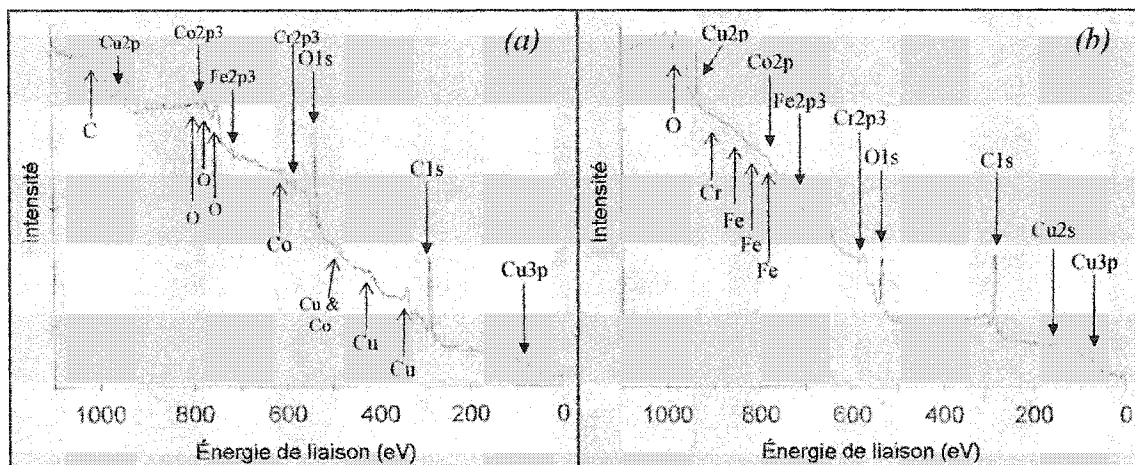 (a)
Co2p3
Cr2p3
Cu2p
O1s
Fe2p3
C
O
O
O
Co
C1s
Cu &
Co
Cu
Cu
Cu3p
Intensité
1000 800 600 400 200 0
Énergie de liaison (eV)
(b)
Cu2p
Co2p
Fe2p3
Cr2p3
O1s
C1s
O
Cr
Fe
Fe
Fe
Cu2s
Cu3p
Intensité
1000 800 600 400 200 0
Énergie de liaison (eV)